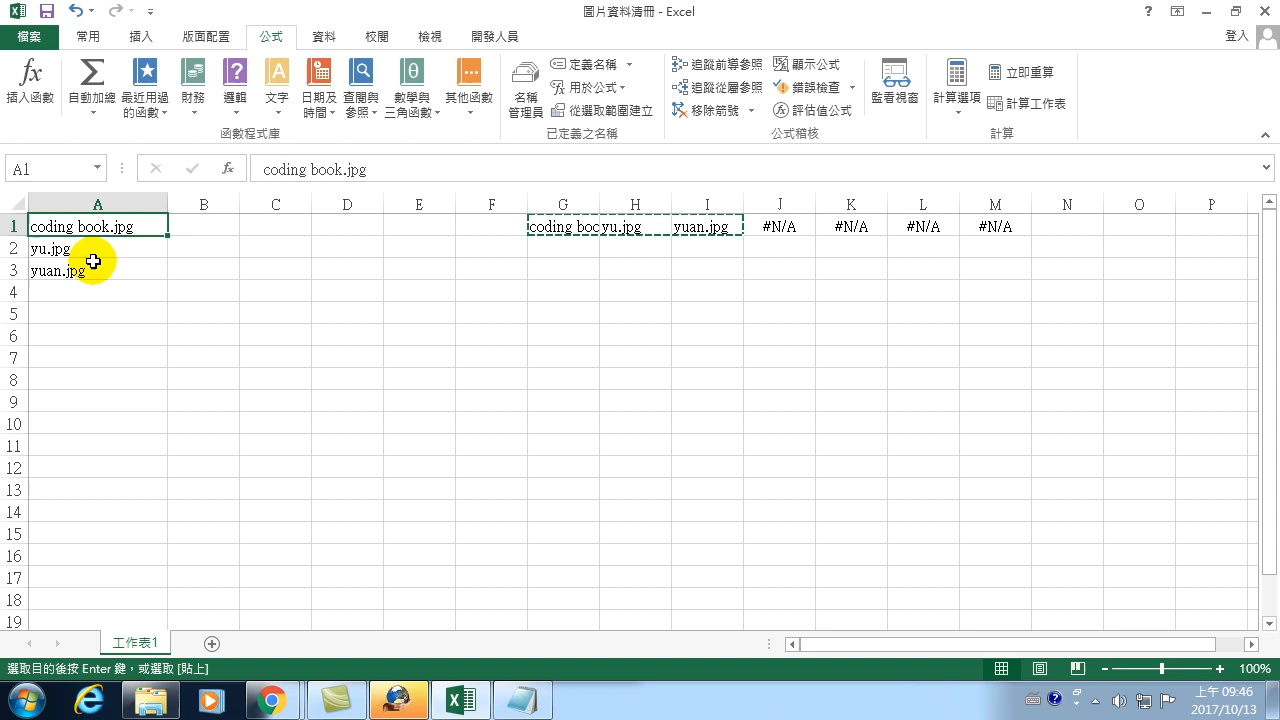 圖片資料清冊 - Excel
?
檔案
常用
插入
版面配置
公式
資料
校閱
檢視
開發人員
登入
fx
插入函數
自動加總
最近用過
的函數
財務
邏輯
文字
日期及
時間
查閱與
參照
數學與
三角函數
其他函數
函數程式庫
名稱
管理員
定義名稱
用於公式
從選取範圍建立
已定義之名稱
追蹤前導參照
追蹤從屬參照
移除箭號
顯示公式
錯誤檢查
評估值公式
公式稽核
監看視窗
計算選項
立即重算
計算工作表
計算
A1
fx
coding book.jpg
A B C D E F G H I J K L M N O P
1 coding book.jpg coding boc yu.jpg yuan.jpg #N/A #N/A #N/A #N/A
2 yu.jpg
3 yuan.jpg
4
5
6
7
8
9
10
11
12
13
14
15
16
17
18
19
工作表1
選取目的後按 Enter 鍵，或選取 [貼上]
100%
上午 09:46
2017/10/13